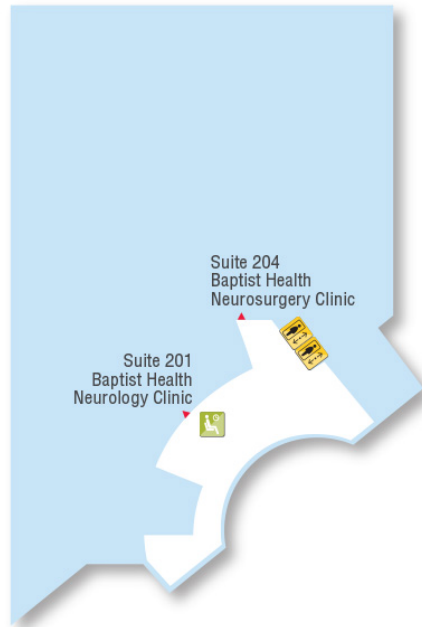 Suite 204
Baptist Health
Neurosurgery Clinic
Suite 201
Baptist Health
Neurology Clinic